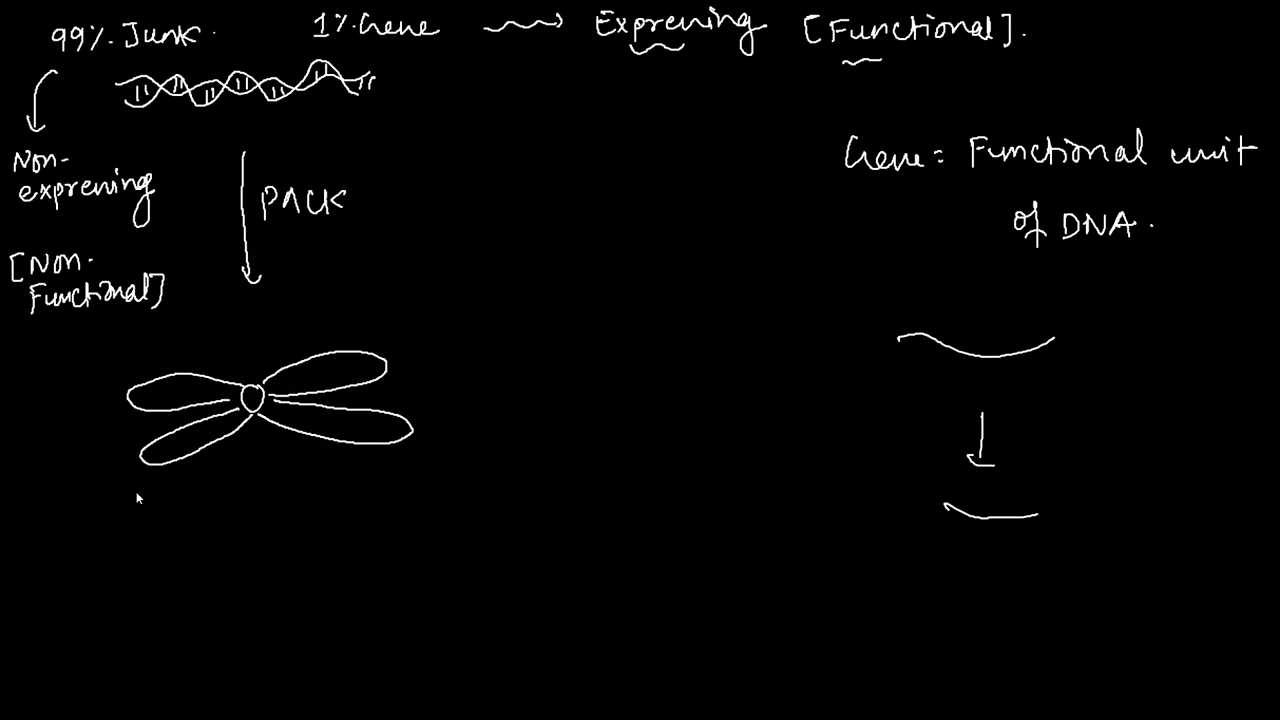 99% Junk. 1% Gene Expressing [Functional].
Non-
expressing
PACK
Gene = Functional unit
of DNA.
[Non-
Functional]